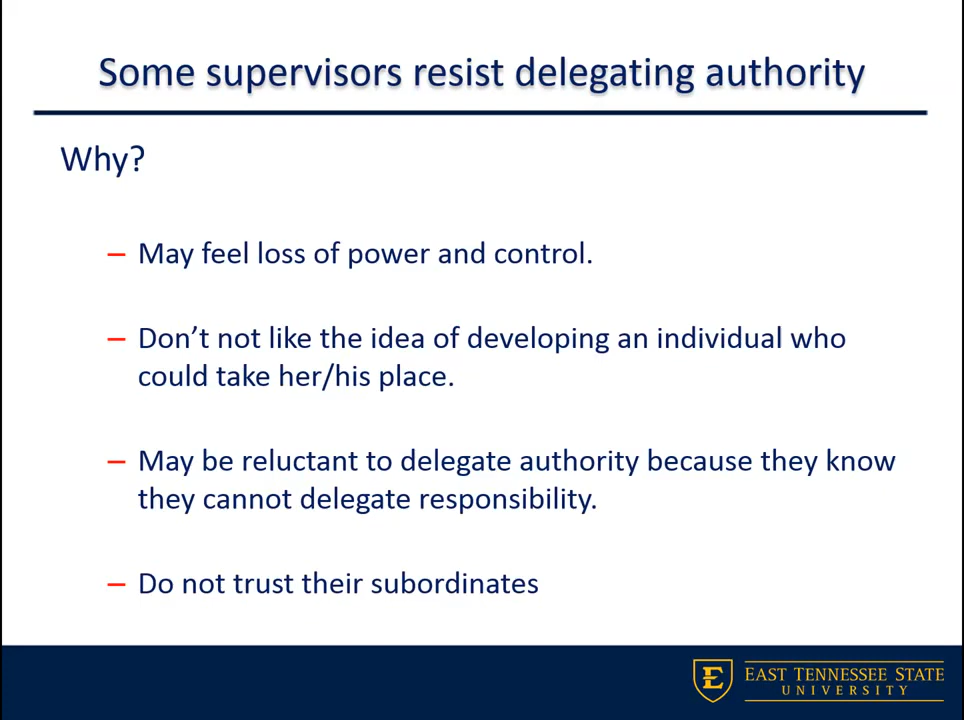 Some supervisors resist delegating authority
Why?
– May feel loss of power and control.
– Don't not like the idea of developing an individual who
could take her/his place.
– May be reluctant to delegate authority because they know
they cannot delegate responsibility.
– Do not trust their subordinates
E
EAST TENNESSEE STATE
UNIVERSITY